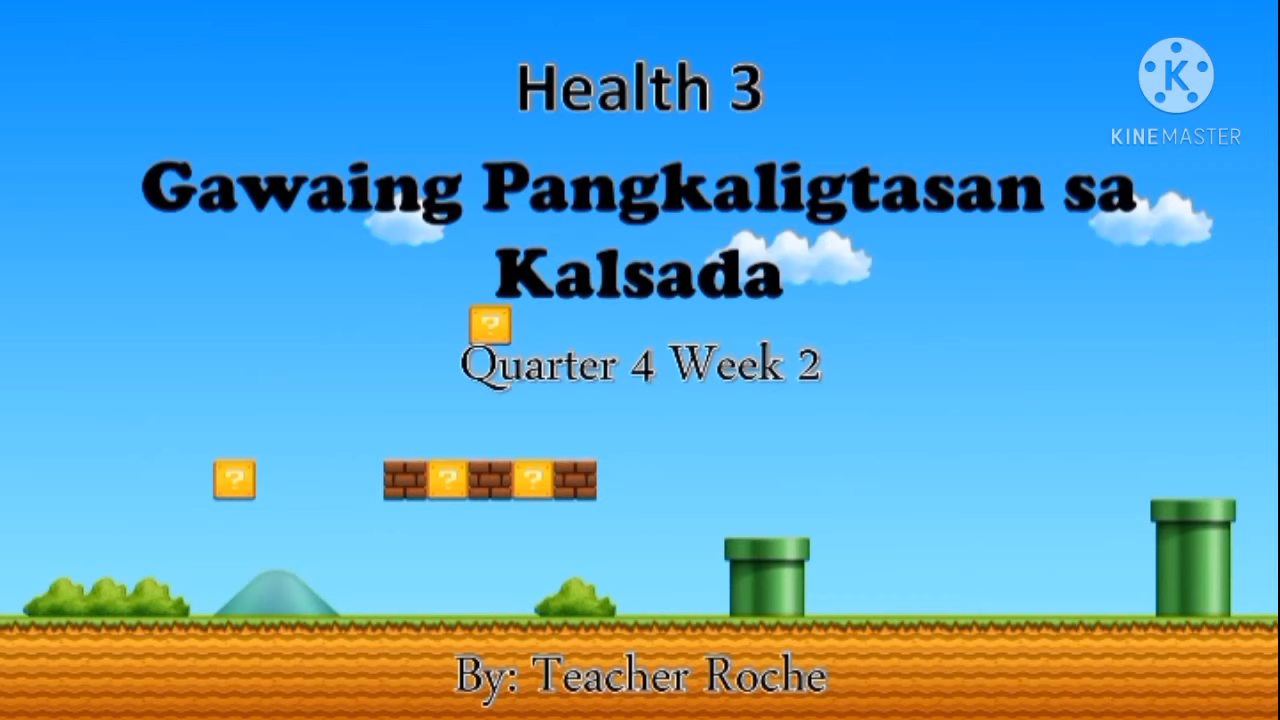 Health 3
K
KINEMASTER
Gawaing Pangkaligtasan sa
Kalsada
?
Quarter 4 Week 2
? ? ?
By: Teacher Roche